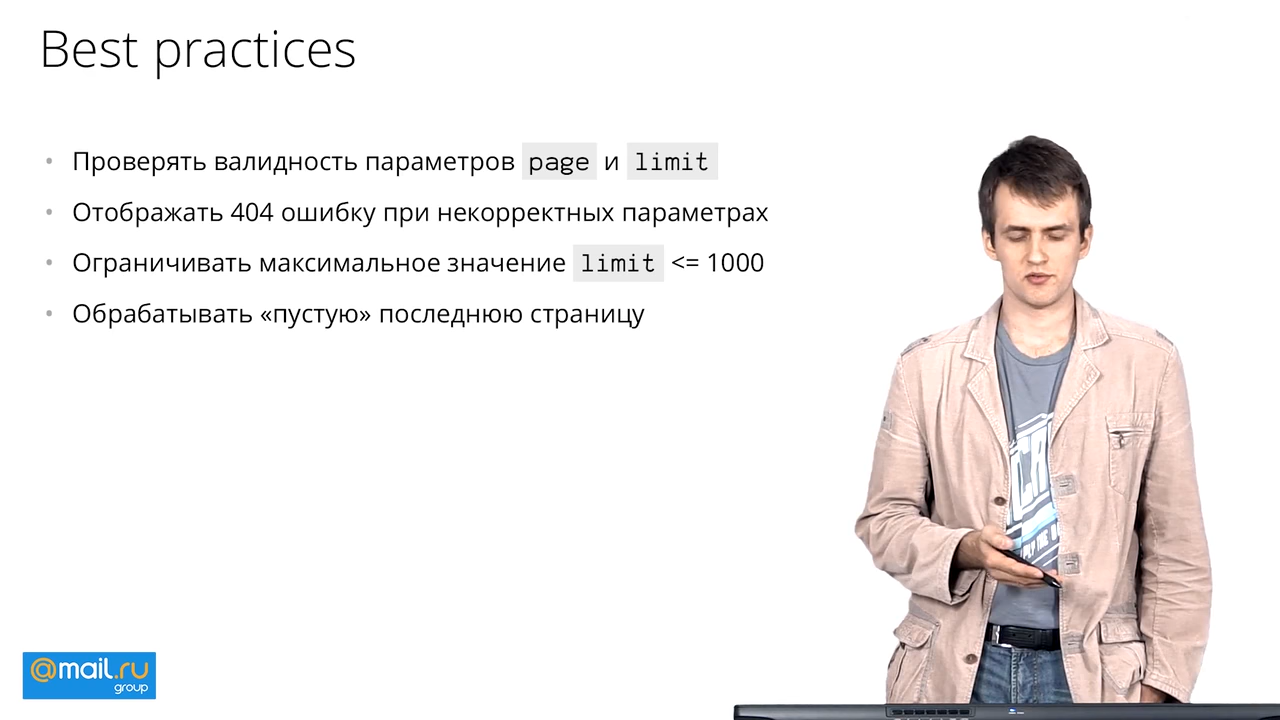 Best practices
• Проверять валидность параметров page и limit
• Отображать 404 ошибку при некорректных параметрах
• Ограничивать максимальное значение limit <= 1000
• Обрабатывать «пустую» последнюю страницу
@mail.ru
group